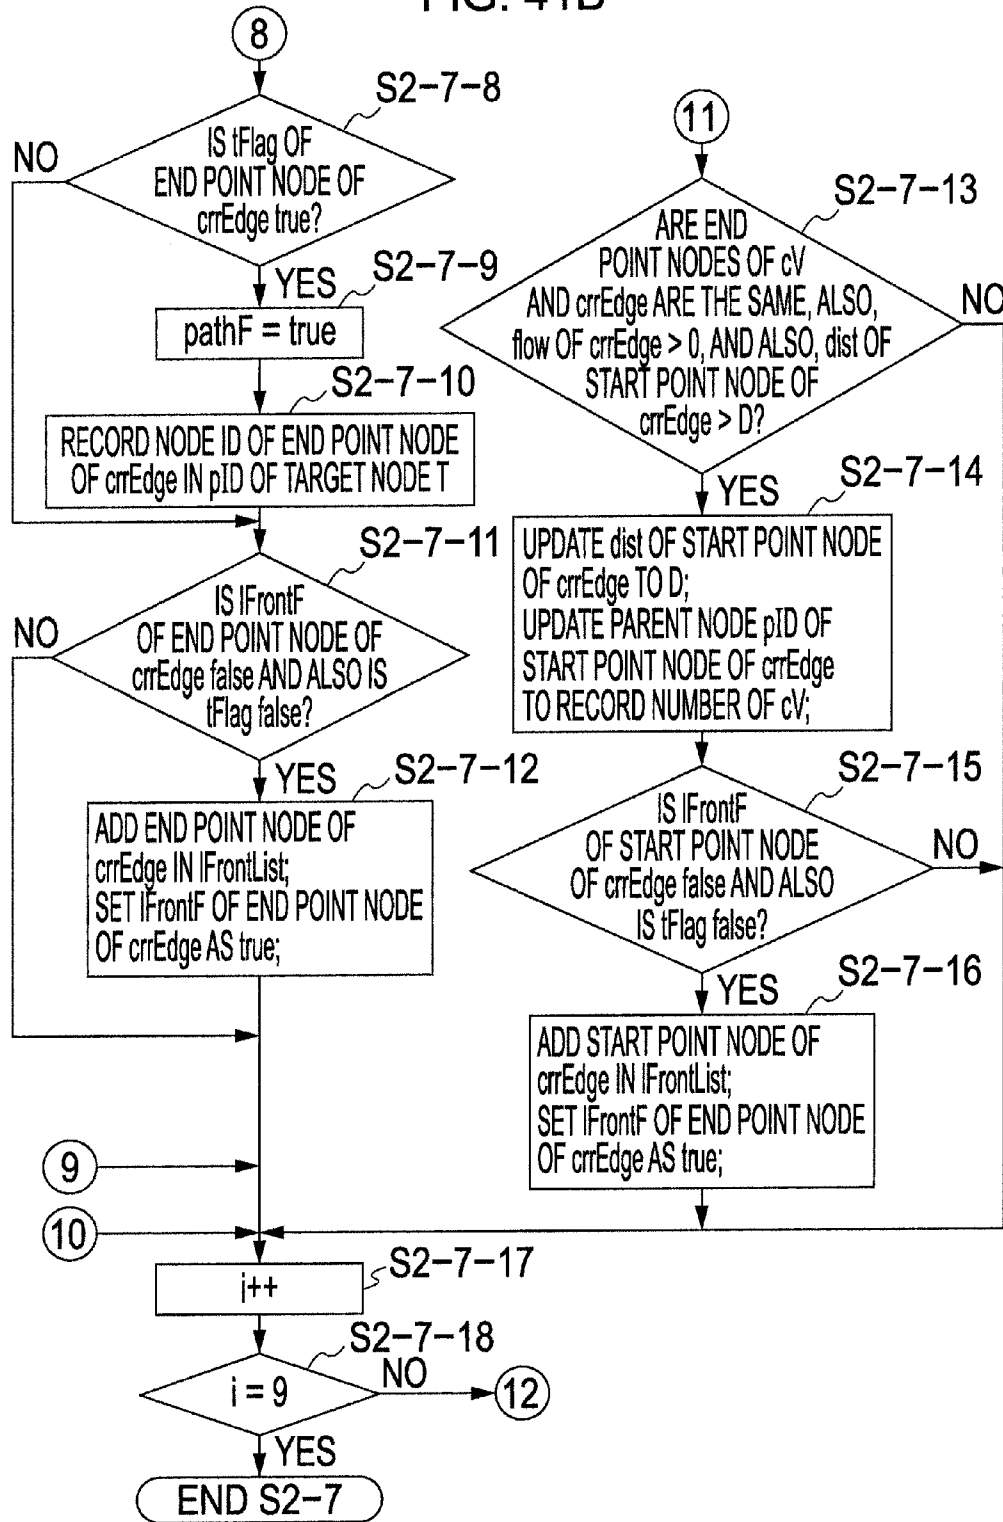 FIG. 41B
8
S2-7-8
IS tFlag OF
END POINT NODE OF
crrEdge true?
NO
YES
S2-7-9
pathF = true
S2-7-10
RECORD NODE ID OF END POINT NODE
OF crrEdge IN pID OF TARGET NODE T
S2-7-11
IS lFrontF
OF END POINT NODE OF
crrEdge false AND ALSO IS
tFlag false?
NO
YES
S2-7-12
ADD END POINT NODE OF
crrEdge IN lFrontList;
SET lFrontF OF END POINT NODE
OF crrEdge AS true;
9
10
11
S2-7-13
ARE END
POINT NODES OF cV
AND crrEdge ARE THE SAME, ALSO,
flow OF crrEdge > 0, AND ALSO, dist OF
START POINT NODE OF
crrEdge > D?
NO
YES
S2-7-14
UPDATE dist OF START POINT NODE
OF crrEdge TO D;
UPDATE PARENT NODE pID OF
START POINT NODE OF crrEdge
TO RECORD NUMBER OF cV;
S2-7-15
IS lFrontF
OF START POINT NODE
OF crrEdge false AND ALSO
IS tFlag false?
NO
YES
S2-7-16
ADD START POINT NODE OF
crrEdge IN lFrontList;
SET lFrontF OF END POINT NODE
OF crrEdge AS true;
S2-7-17
i++
S2-7-18
i = 9
NO
12
YES
END S2-7